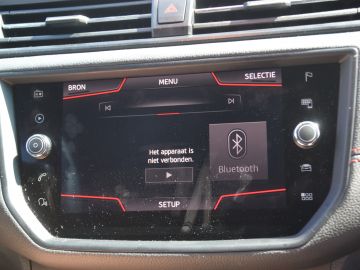 BRON
MENU
SELECTIE
Het apparaat is
niet verbonden.
Bluetooth
SETUP